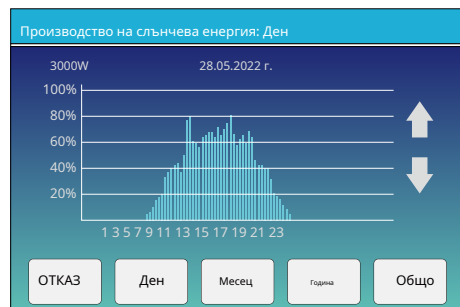 Производство на слънчева енергия: Ден
3000W 28.05.2022 г.
100%
80%
60%
40%
20%
1 3 5 7 9 11 13 15 17 19 21 23
ОТКАЗ Ден Месец Година Общо